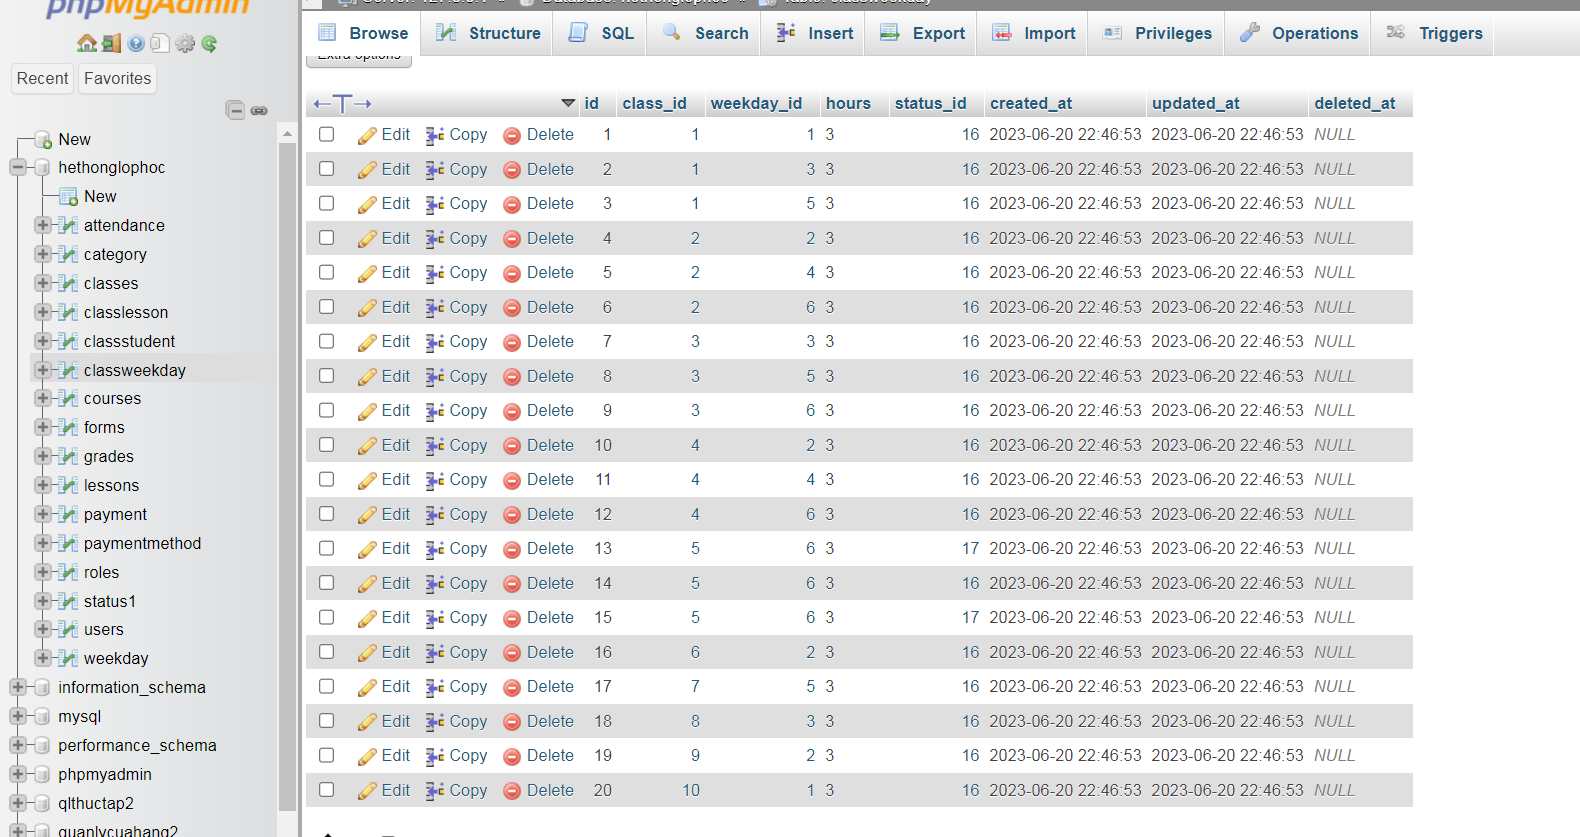 phpMyAdmin
Recent Favorites
New
hethonglophoc
New
attendance
category
classes
classlesson
classstudent
classweekday
courses
forms
grades
lessons
payment
paymentmethod
roles
status1
users
weekday
information_schema
mysql
performance_schema
phpmyadmin
qlthuctap2
quanlycuahang2
Server: 127.0.0.1 » Database: hethonglophoc » Table: classweekday
Browse Structure SQL Search Insert Export Import Privileges Operations Triggers
Extra options
←T→ id class_id weekday_id hours status_id created_at updated_at deleted_at
Edit Copy Delete 1 1 1 3 16 2023-06-20 22:46:53 2023-06-20 22:46:53 NULL
Edit Copy Delete 2 1 3 3 16 2023-06-20 22:46:53 2023-06-20 22:46:53 NULL
Edit Copy Delete 3 1 5 3 16 2023-06-20 22:46:53 2023-06-20 22:46:53 NULL
Edit Copy Delete 4 2 2 3 16 2023-06-20 22:46:53 2023-06-20 22:46:53 NULL
Edit Copy Delete 5 2 4 3 16 2023-06-20 22:46:53 2023-06-20 22:46:53 NULL
Edit Copy Delete 6 2 6 3 16 2023-06-20 22:46:53 2023-06-20 22:46:53 NULL
Edit Copy Delete 7 3 3 3 16 2023-06-20 22:46:53 2023-06-20 22:46:53 NULL
Edit Copy Delete 8 3 5 3 16 2023-06-20 22:46:53 2023-06-20 22:46:53 NULL
Edit Copy Delete 9 3 6 3 16 2023-06-20 22:46:53 2023-06-20 22:46:53 NULL
Edit Copy Delete 10 4 2 3 16 2023-06-20 22:46:53 2023-06-20 22:46:53 NULL
Edit Copy Delete 11 4 4 3 16 2023-06-20 22:46:53 2023-06-20 22:46:53 NULL
Edit Copy Delete 12 4 6 3 16 2023-06-20 22:46:53 2023-06-20 22:46:53 NULL
Edit Copy Delete 13 5 6 3 17 2023-06-20 22:46:53 2023-06-20 22:46:53 NULL
Edit Copy Delete 14 5 6 3 16 2023-06-20 22:46:53 2023-06-20 22:46:53 NULL
Edit Copy Delete 15 5 6 3 17 2023-06-20 22:46:53 2023-06-20 22:46:53 NULL
Edit Copy Delete 16 6 2 3 16 2023-06-20 22:46:53 2023-06-20 22:46:53 NULL
Edit Copy Delete 17 7 5 3 16 2023-06-20 22:46:53 2023-06-20 22:46:53 NULL
Edit Copy Delete 18 8 3 3 16 2023-06-20 22:46:53 2023-06-20 22:46:53 NULL
Edit Copy Delete 19 9 2 3 16 2023-06-20 22:46:53 2023-06-20 22:46:53 NULL
Edit Copy Delete 20 10 1 3 16 2023-06-20 22:46:53 2023-06-20 22:46:53 NULL